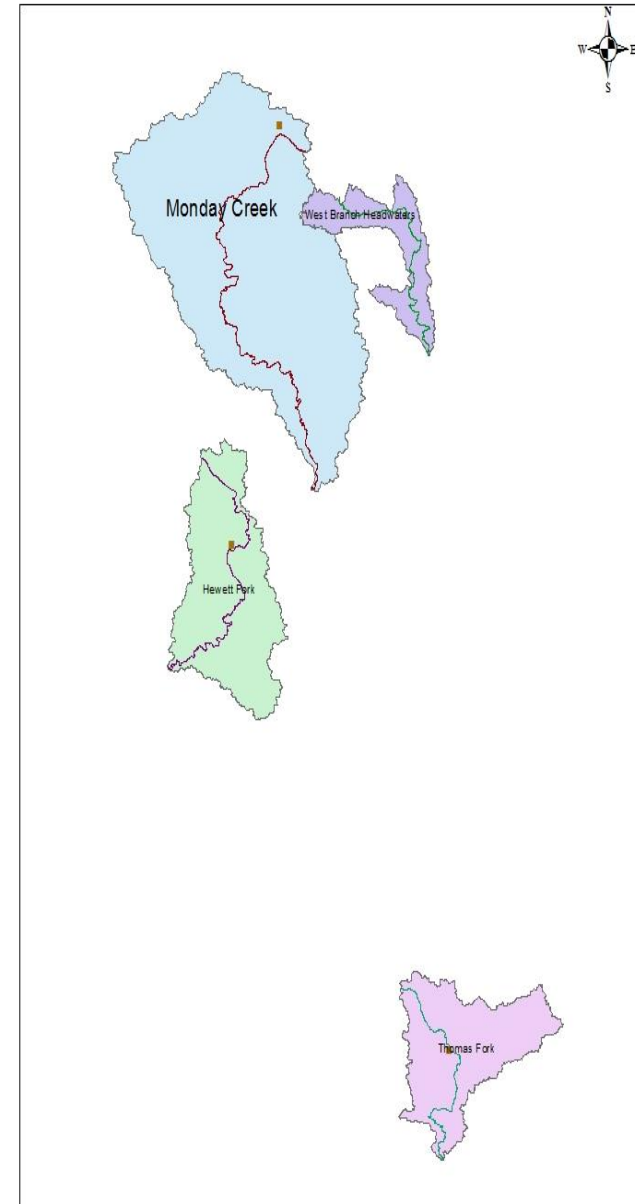 N
W E
S
Monday Creek
West Branch Headwaters
Hewett Fork
Thomas Fork